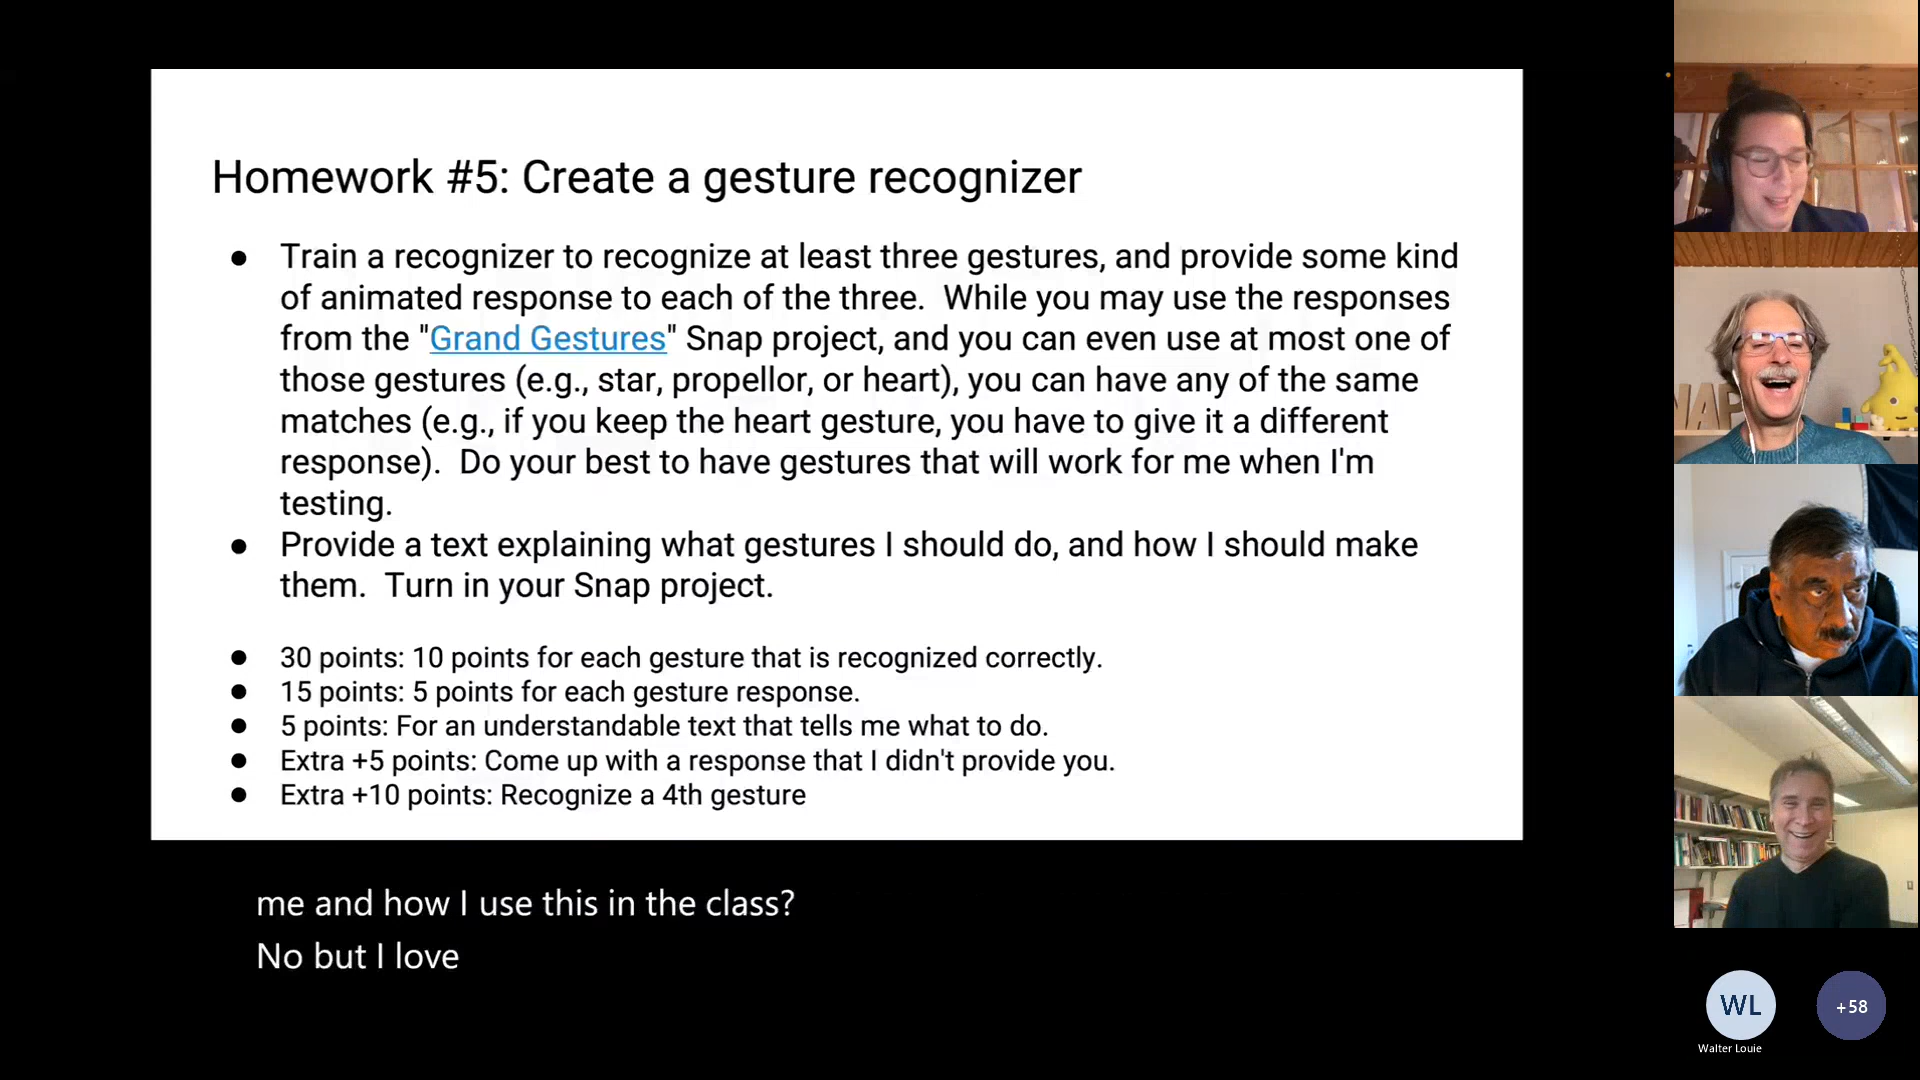 Homework #5: Create a gesture recognizer
● Train a recognizer to recognize at least three gestures, and provide some kind
of animated response to each of the three.  While you may use the responses
from the "Grand Gestures" Snap project, and you can even use at most one of
those gestures (e.g., star, propellor, or heart), you can have any of the same
matches (e.g., if you keep the heart gesture, you have to give it a different
response).  Do your best to have gestures that will work for me when I'm
testing.
● Provide a text explaining what gestures I should do, and how I should make
them.  Turn in your Snap project.
● 30 points: 10 points for each gesture that is recognized correctly.
● 15 points: 5 points for each gesture response.
● 5 points: For an understandable text that tells me what to do.
● Extra +5 points: Come up with a response that I didn't provide you.
● Extra +10 points: Recognize a 4th gesture
me and how I use this in the class?
No but I love
NAP
WL
+58
Walter Louie